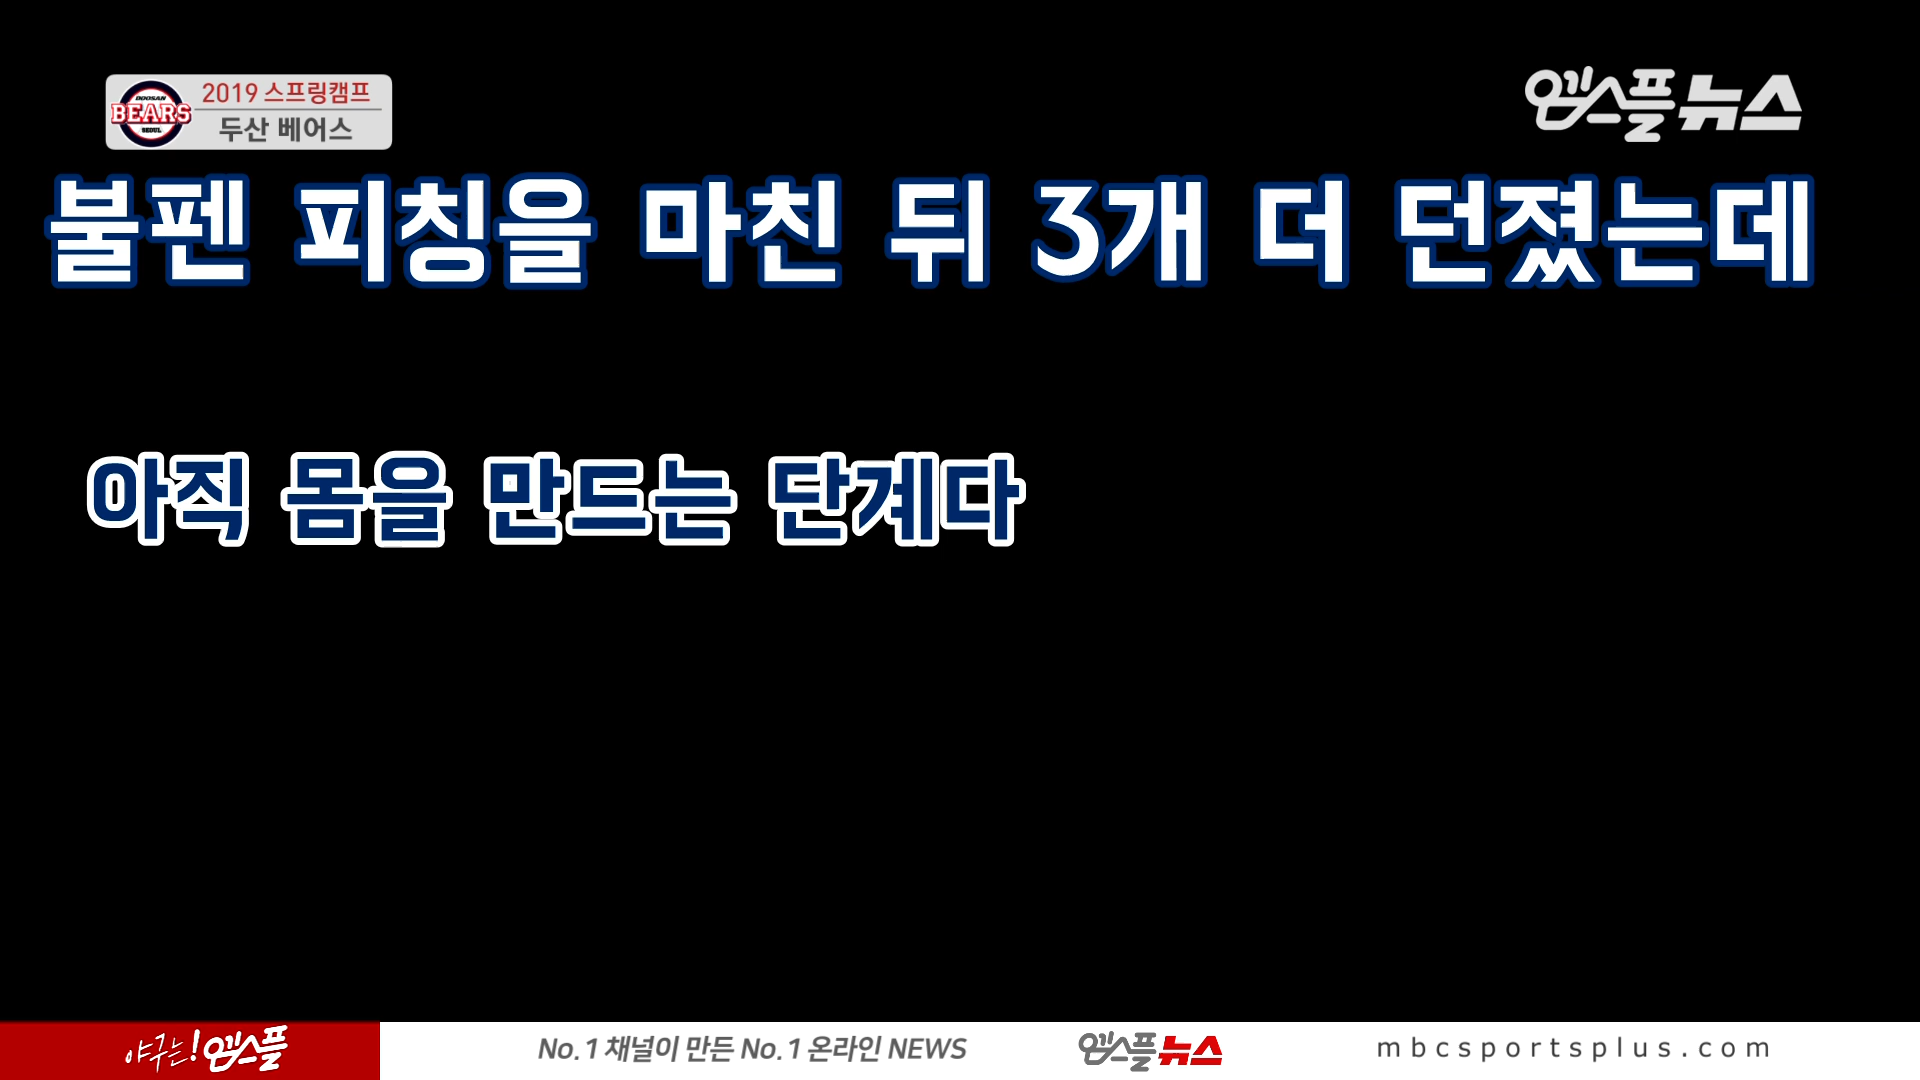 DOOSAN
BEARS
SEOUL
2019 스프링캠프
두산 베어스
엠스플뉴스
불펜 피칭을 마친 뒤 3개 더 던졌는데
아직 몸을 만드는 단계다
야구는! 엠스플
No.1 채널이 만든 No.1 온라인 NEWS
엠스플뉴스
mbcsportsplus.com